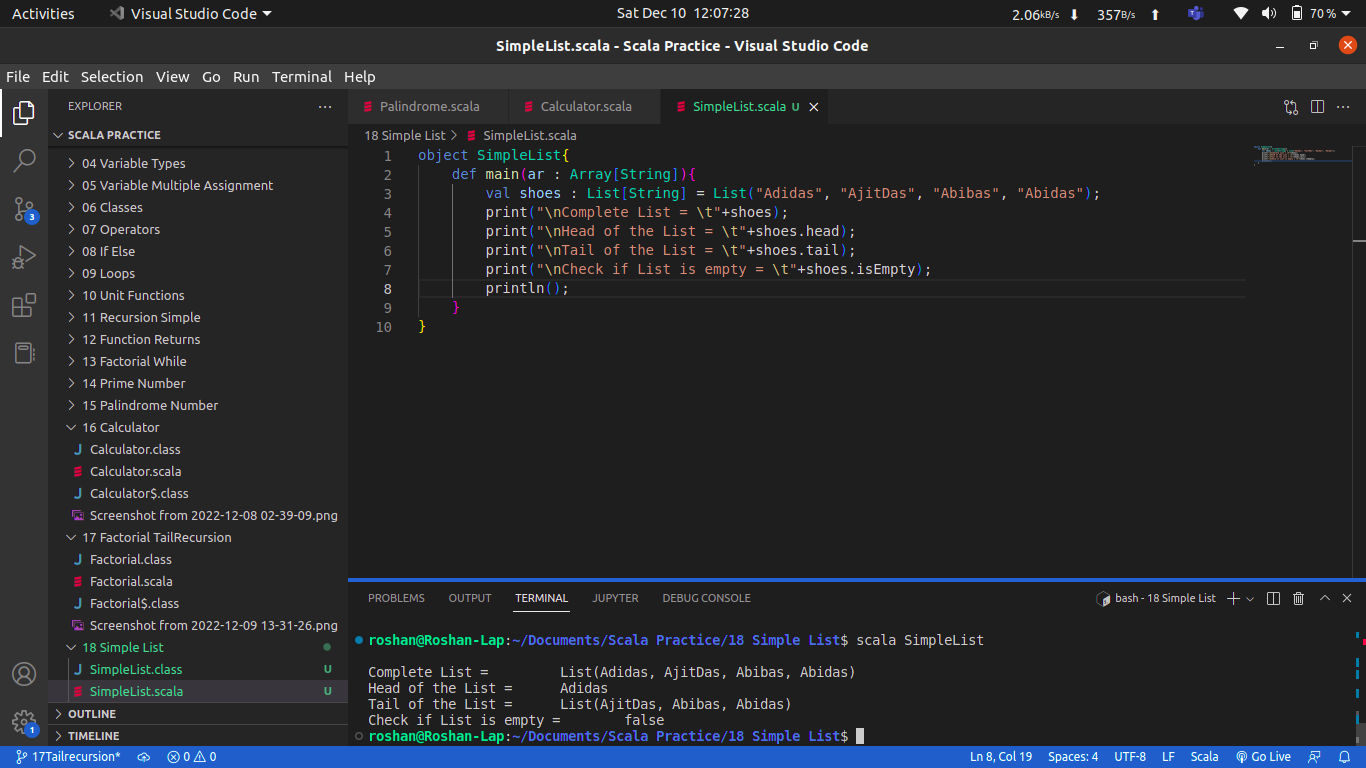 Activities Visual Studio Code Sat Dec 10 12:07:28 2.06kB/s 357B/s 70%
SimpleList.scala - Scala Practice - Visual Studio Code
File Edit Selection View Go Run Terminal Help
EXPLORER
SCALA PRACTICE
04 Variable Types
05 Variable Multiple Assignment
06 Classes
07 Operators
08 If Else
09 Loops
10 Unit Functions
11 Recursion Simple
12 Function Returns
13 Factorial While
14 Prime Number
15 Palindrome Number
16 Calculator
Calculator.class
Calculator.scala
Calculator$.class
Screenshot from 2022-12-08 02-39-09.png
17 Factorial TailRecursion
Factorial.class
Factorial.scala
Factorial$.class
Screenshot from 2022-12-09 13-31-26.png
18 Simple List
SimpleList.class U
SimpleList.scala U
OUTLINE
TIMELINE
3
1
Palindrome.scala Calculator.scala SimpleList.scala U
18 Simple List > SimpleList.scala
1 object SimpleList{
2 def main(ar : Array[String]){
3 val shoes : List[String] = List("Adidas", "AjitDas", "Abibas", "Abidas");
4 print("\nComplete List = \t"+shoes);
5 print("\nHead of the List = \t"+shoes.head);
6 print("\nTail of the List = \t"+shoes.tail);
7 print("\nCheck if List is empty = \t"+shoes.isEmpty);
8 println();
9 }
10 }
PROBLEMS OUTPUT TERMINAL JUPYTER DEBUG CONSOLE bash - 18 Simple List
roshan@Roshan-Lap:~/Documents/Scala Practice/18 Simple List$ scala SimpleList
Complete List = List(Adidas, AjitDas, Abibas, Abidas)
Head of the List = Adidas
Tail of the List = List(AjitDas, Abibas, Abidas)
Check if List is empty = false
roshan@Roshan-Lap:~/Documents/Scala Practice/18 Simple List$
17Tailrecursion* 0 0 Ln 8, Col 19 Spaces: 4 UTF-8 LF Scala Go Live